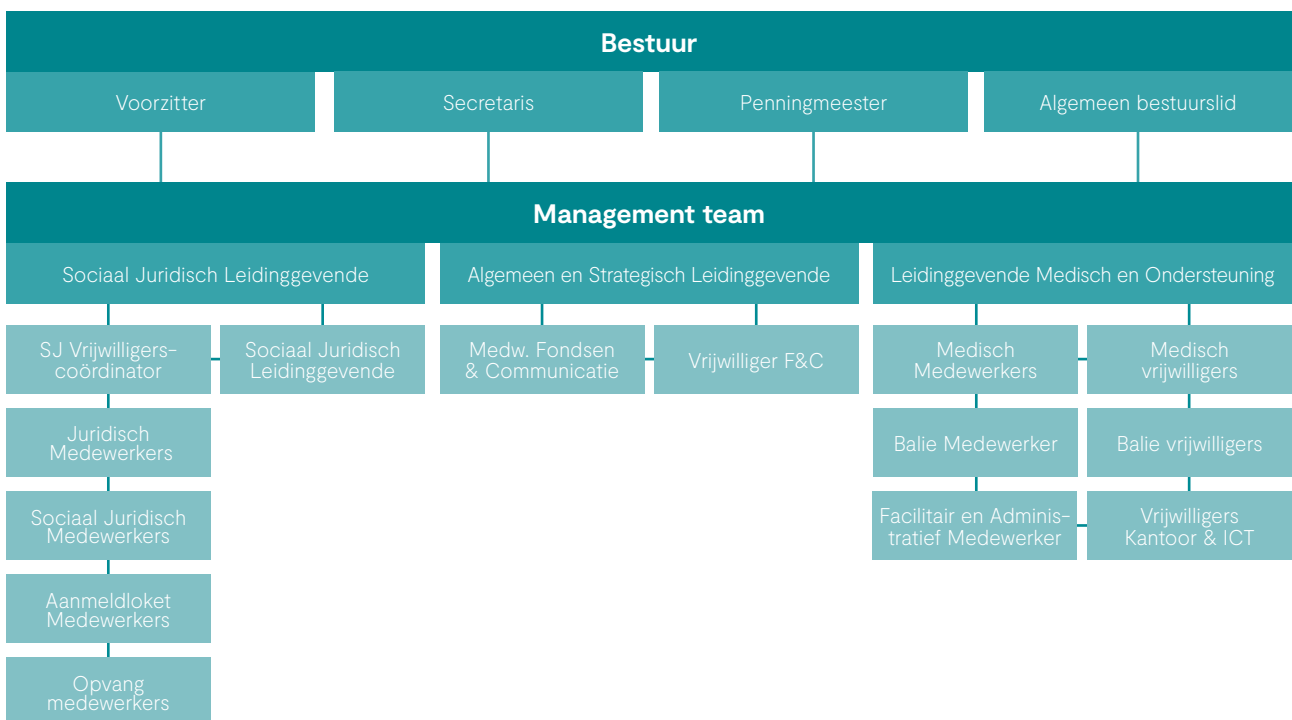 Bestuur
Voorzitter
Secretaris
Penningmeester
Algemeen bestuurslid
Management team
Sociaal Juridisch Leidinggevende
Algemeen en Strategisch Leidinggevende
Leidinggevende Medisch en Ondersteuning
SJ Vrijwilligers-
coördinator
Sociaal Juridisch
Leidinggevende
Medw. Fondsen
& Communicatie
Vrijwilliger F&C
Medisch
Medewerkers
Medisch
vrijwilligers
Juridisch
Medewerkers
Balie Medewerker
Balie vrijwilligers
Sociaal Juridisch
Medewerkers
Facilitair en Adminis-
tratief Medewerker
Vrijwilligers
Kantoor & ICT
Aanmeldloket
Medewerkers
Opvang
medewerkers